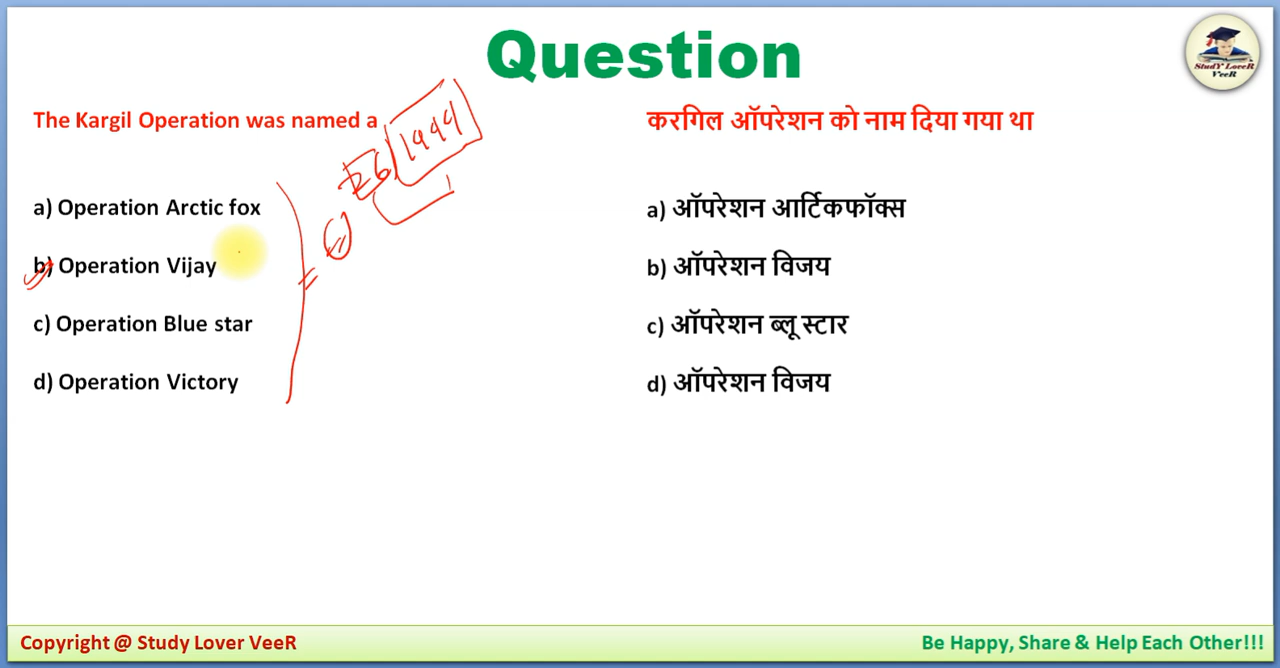 Question
StudY LoveR
VeeR
The Kargil Operation was named a
a) Operation Arctic fox
b) Operation Vijay
c) Operation Blue star
d) Operation Victory
26
1999
करगिल ऑपरेशन को नाम दिया गया था
a) ऑपरेशन आर्टिकफॉक्स
b) ऑपरेशन विजय
c) ऑपरेशन ब्लू स्टार
d) ऑपरेशन विजय
Copyright @ Study Lover VeeR
Be Happy, Share & Help Each Other!!!